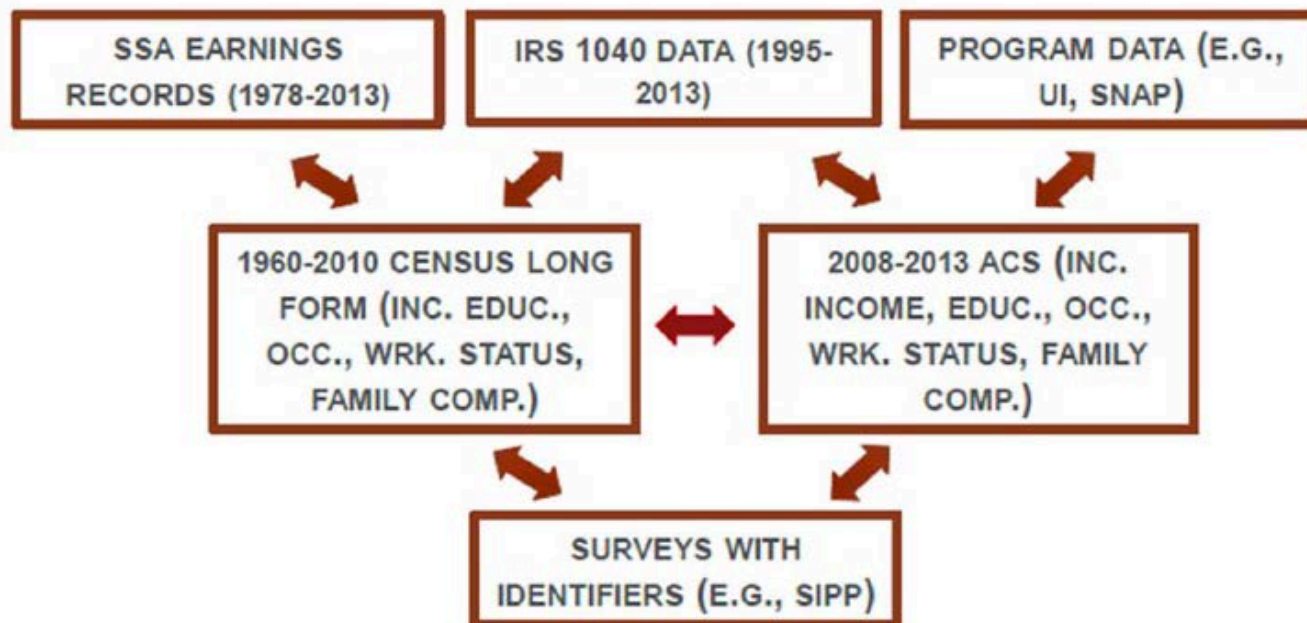 SSA EARNINGS
RECORDS (1978-2013)
IRS 1040 DATA (1995-
2013)
PROGRAM DATA (E.G.,
UI, SNAP)
1960-2010 CENSUS LONG
FORM (INC. EDUC.,
OCC., WRK. STATUS,
FAMILY COMP.)
2008-2013 ACS (INC.
INCOME, EDUC., OCC.,
WRK. STATUS, FAMILY
COMP.)
SURVEYS WITH
IDENTIFIERS (E.G., SIPP)